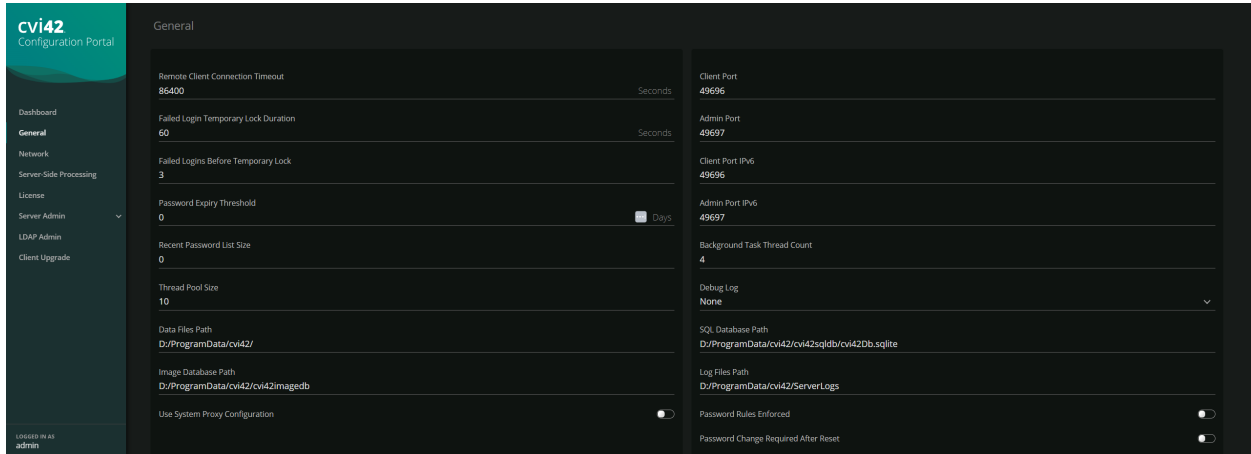 cvi42
Configuration Portal
Dashboard
General
Network
Server-Side Processing
License
Server Admin
LDAP Admin
Client Upgrade
LOGGED IN AS
admin
General
Remote Client Connection Timeout
86400 Seconds
Failed Login Temporary Lock Duration
60 Seconds
Failed Logins Before Temporary Lock
3
Password Expiry Threshold
0 Days
Recent Password List Size
0
Thread Pool Size
10
Data Files Path
D:/ProgramData/cvi42/
Image Database Path
D:/ProgramData/cvi42/cvi42imagedb
Use System Proxy Configuration
Client Port
49696
Admin Port
49697
Client Port IPv6
49696
Admin Port IPv6
49697
Background Task Thread Count
4
Debug Log
None
SQL Database Path
D:/ProgramData/cvi42/cvi42sqldb/cvi42Db.sqlite
Log Files Path
D:/ProgramData/cvi42/ServerLogs
Password Rules Enforced
Password Change Required After Reset